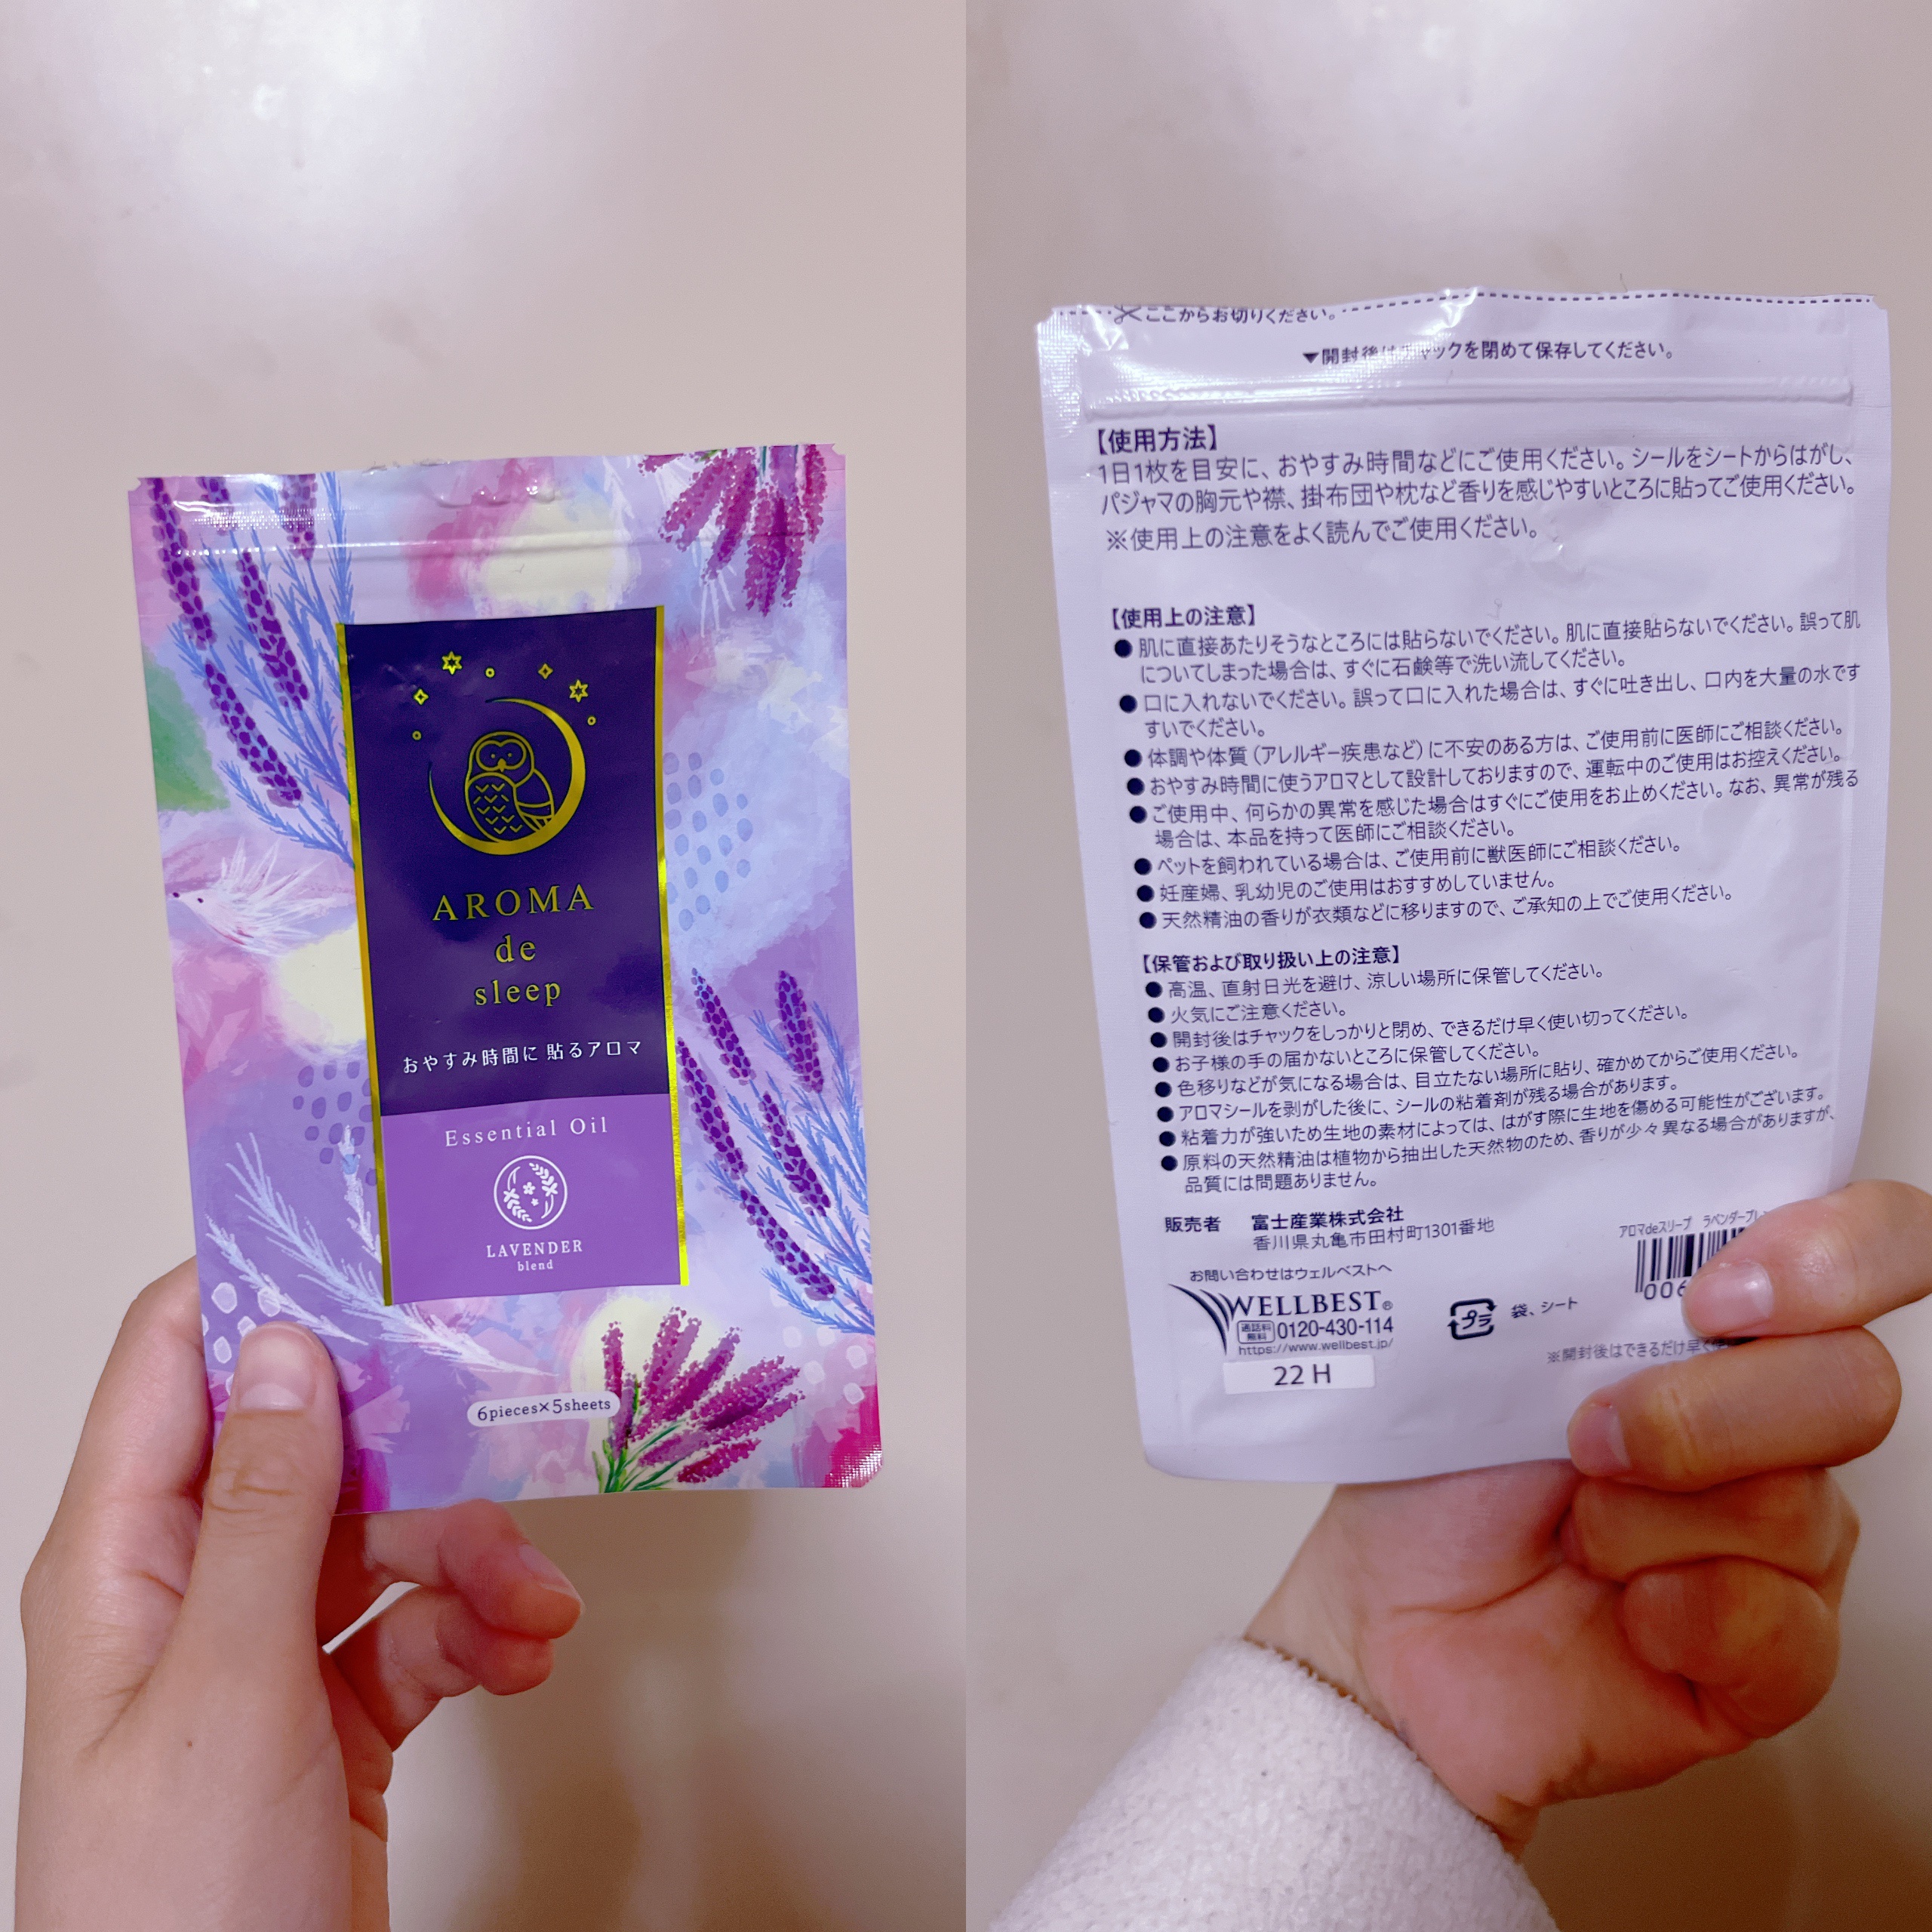 AROMA
de
sleep
おやすみ時間に 貼るアロマ
Essential Oil
LAVENDER
blend
6pieces×5sheets
ここからお切りください。
▼開封後はチャックを閉めて保存してください。
【使用方法】
1日1枚を目安に、おやすみ時間などにご使用ください。シールをシートからはがし、
パジャマの胸元や襟、掛布団や枕など香りを感じやすいところに貼ってご使用ください。
※使用上の注意をよく読んでご使用ください。
【使用上の注意】
●肌に直接あたりそうなところには貼らないでください。肌に直接貼らないでください。誤って肌
についてしまった場合は、すぐに石鹸等で洗い流してください。
●口に入れないでください。誤って口に入れた場合は、すぐに吐き出し、口内を大量の水です
すいでください。
●体調や体質（アレルギー疾患など）に不安のある方は、ご使用前に医師にご相談ください。
●おやすみ時間に使うアロマとして設計しておりますので、運転中のご使用はお控えください。
●ご使用中、何らかの異常を感じた場合はすぐにご使用をお止めください。なお、異常が残る
場合は、本品を持って医師にご相談ください。
●ペットを飼われている場合は、ご使用前に獣医師にご相談ください。
●妊産婦、乳幼児のご使用はおすすめしていません。
●天然精油の香りが衣類などに移りますので、ご承知の上でご使用ください。
【保管および取り扱い上の注意】
●高温、直射日光を避け、涼しい場所に保管してください。
●火気にご注意ください。
●開封後はチャックをしっかりと閉め、できるだけ早く使い切ってください。
●お子様の手の届かないところに保管してください。
●色移りなどが気になる場合は、目立たない場所に貼り、確かめてからご使用ください。
●アロマシールを剥がした後に、シールの粘着剤が残る場合があります。
●粘着力が強いため生地の素材によっては、はがす際に生地を傷める可能性がございます。
●原料の天然精油は植物から抽出した天然物のため、香りが少々異なる場合がありますが、
品質には問題ありません。
販売者 富士産業株式会社
香川県丸亀市田村町1301番地
アロマdeスリープ ラベンダーブレ
お問い合わせはウェルベストへ
WELLBEST®
通話料無料 0120-430-114
https://www.wellbest.jp/
プラ 袋、シート
006
※開封後はできるだけ早く
22 H